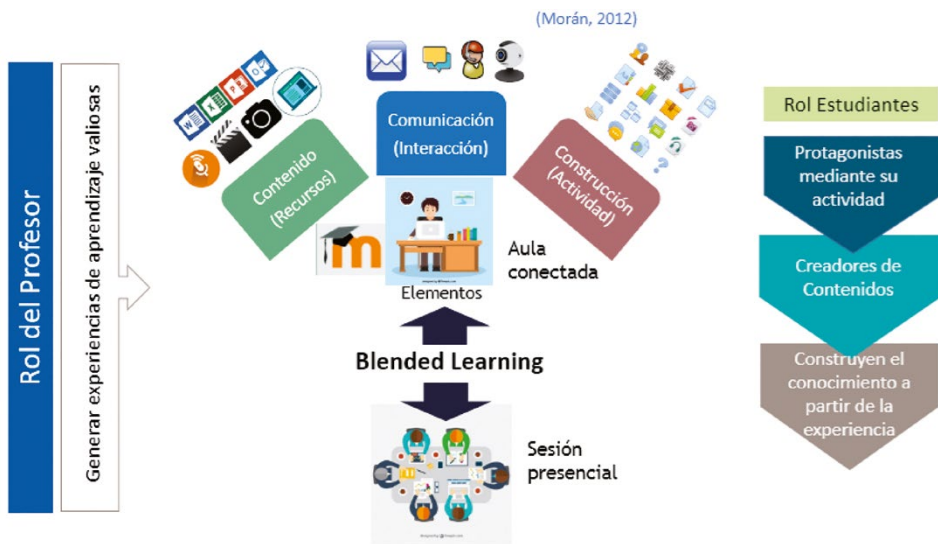 (Morán, 2012)
Rol del Profesor
Generar experiencias de aprendizaje valiosas
Contenido
(Recursos)
Comunicación
(Interacción)
Construcción
(Actividad)
Aula
conectada
Elementos
Blended Learning
Sesión
presencial
Rol Estudiantes
Protagonistas
mediante su
actividad
Creadores de
Contenidos
Construyen el
conocimiento a
partir de la
experiencia